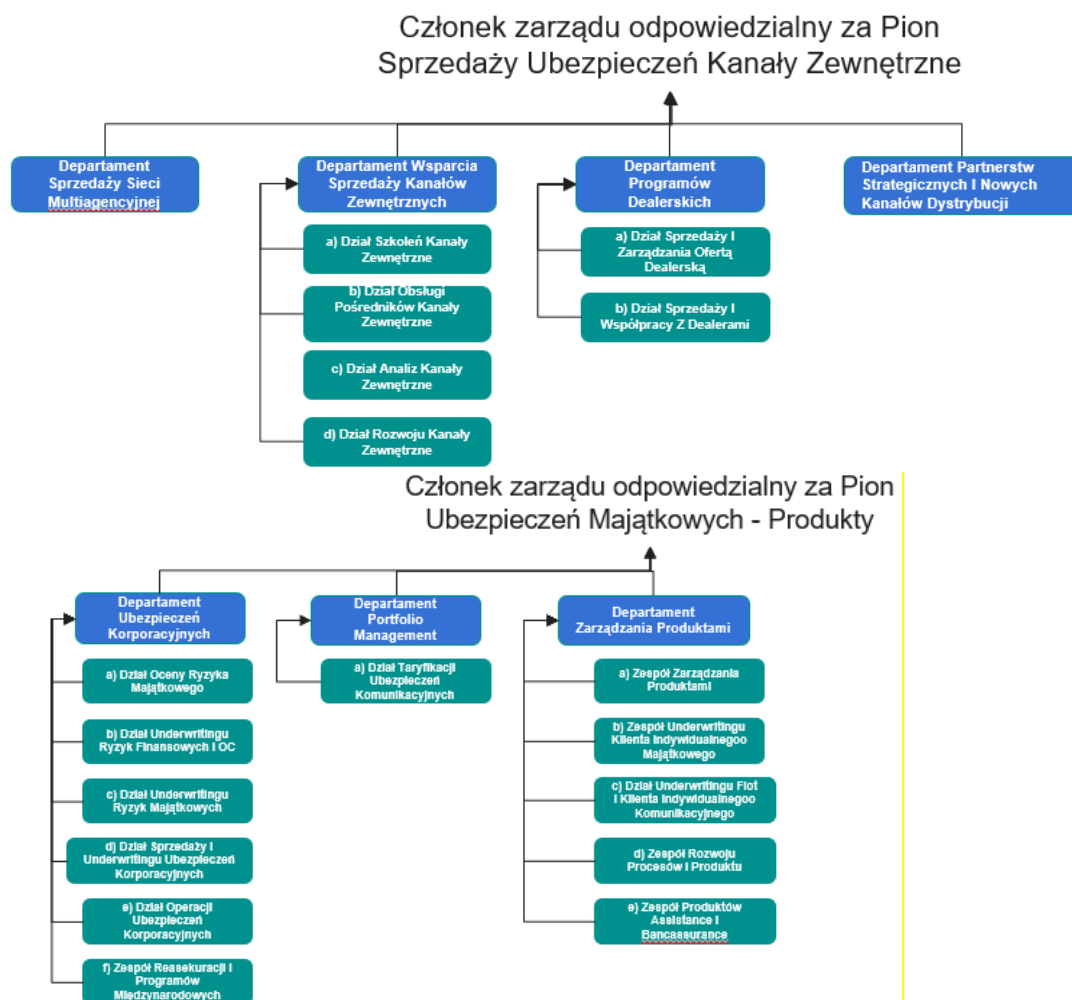 Członek zarządu odpowiedzialny za Pion
Sprzedaży Ubezpieczeń Kanały Zewnętrzne
Departament
Sprzedaży Sieci
Multiagencyjnej
Departament Wsparcia
Sprzedaży Kanałów
Zewnętrznych
a) Dział Szkoleń Kanały
Zewnętrzne
b) Dział Obsługi
Pośredników Kanały
Zewnętrzne
c) Dział Analiz Kanały
Zewnętrzne
d) Dział Rozwoju Kanały
Zewnętrzne
Departament
Programów
Dealerskich
a) Dział Sprzedaży I
Zarządzania Ofertą
Dealerską
b) Dział Sprzedaży I
Współpracy Z Dealerami
Departament Partnerstw
Strategicznych I Nowych
Kanałów Dystrybucji
Członek zarządu odpowiedzialny za Pion
Ubezpieczeń Majątkowych - Produkty
Departament
Ubezpieczeń
Korporacyjnych
a) Dział Oceny Ryzyka
Majątkowego
b) Dział Underwritingu
Ryzyk Finansowych I OC
c) Dział Underwritingu
Ryzyk Majątkowych
d) Dział Sprzedaży I
Underwritingu Ubezpieczeń
Korporacyjnych
e) Dział Operacji
Ubezpieczeń
Korporacyjnych
f) Zespół Reasekuracji I
Programów
Międzynarodowych
Departament
Portfolio
Management
a) Dział Taryfikacji
Ubezpieczeń
Komunikacyjnych
Departament
Zarządzania Produktami
a) Zespół Zarządzania
Produktami
b) Zespół Underwritingu
Klienta Indywidualnegoo
Majątkowego
c) Dział Underwritingu Flot
I Klienta Indywidualnegoo
Komunikacyjnego
d) Zespół Rozwoju
Procesów I Produktu
e) Zespół Produktów
Assistance I
Bancassurance